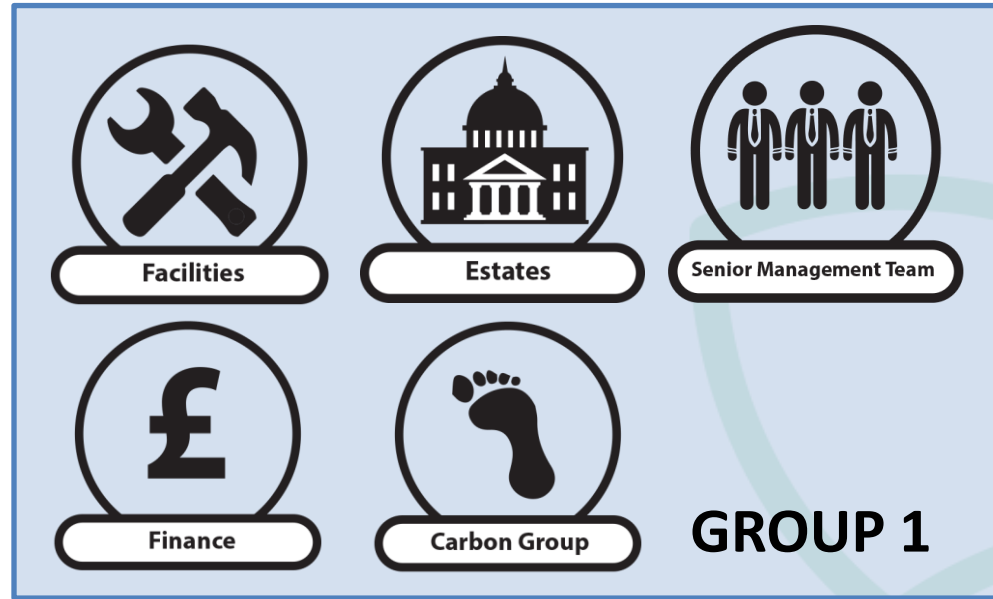 Facilities
Estates
Senior Management Team
£
Finance
Carbon Group
GROUP 1